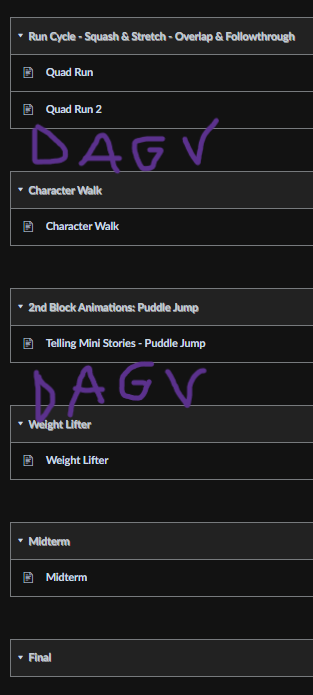 Run Cycle - Squash & Stretch - Overlap & Followthrough
Quad Run
Quad Run 2
DAGV
Character Walk
Character Walk
2nd Block Animations: Puddle Jump
Telling Mini Stories - Puddle Jump
DAGV
Weight Lifter
Weight Lifter
Midterm
Midterm
Final